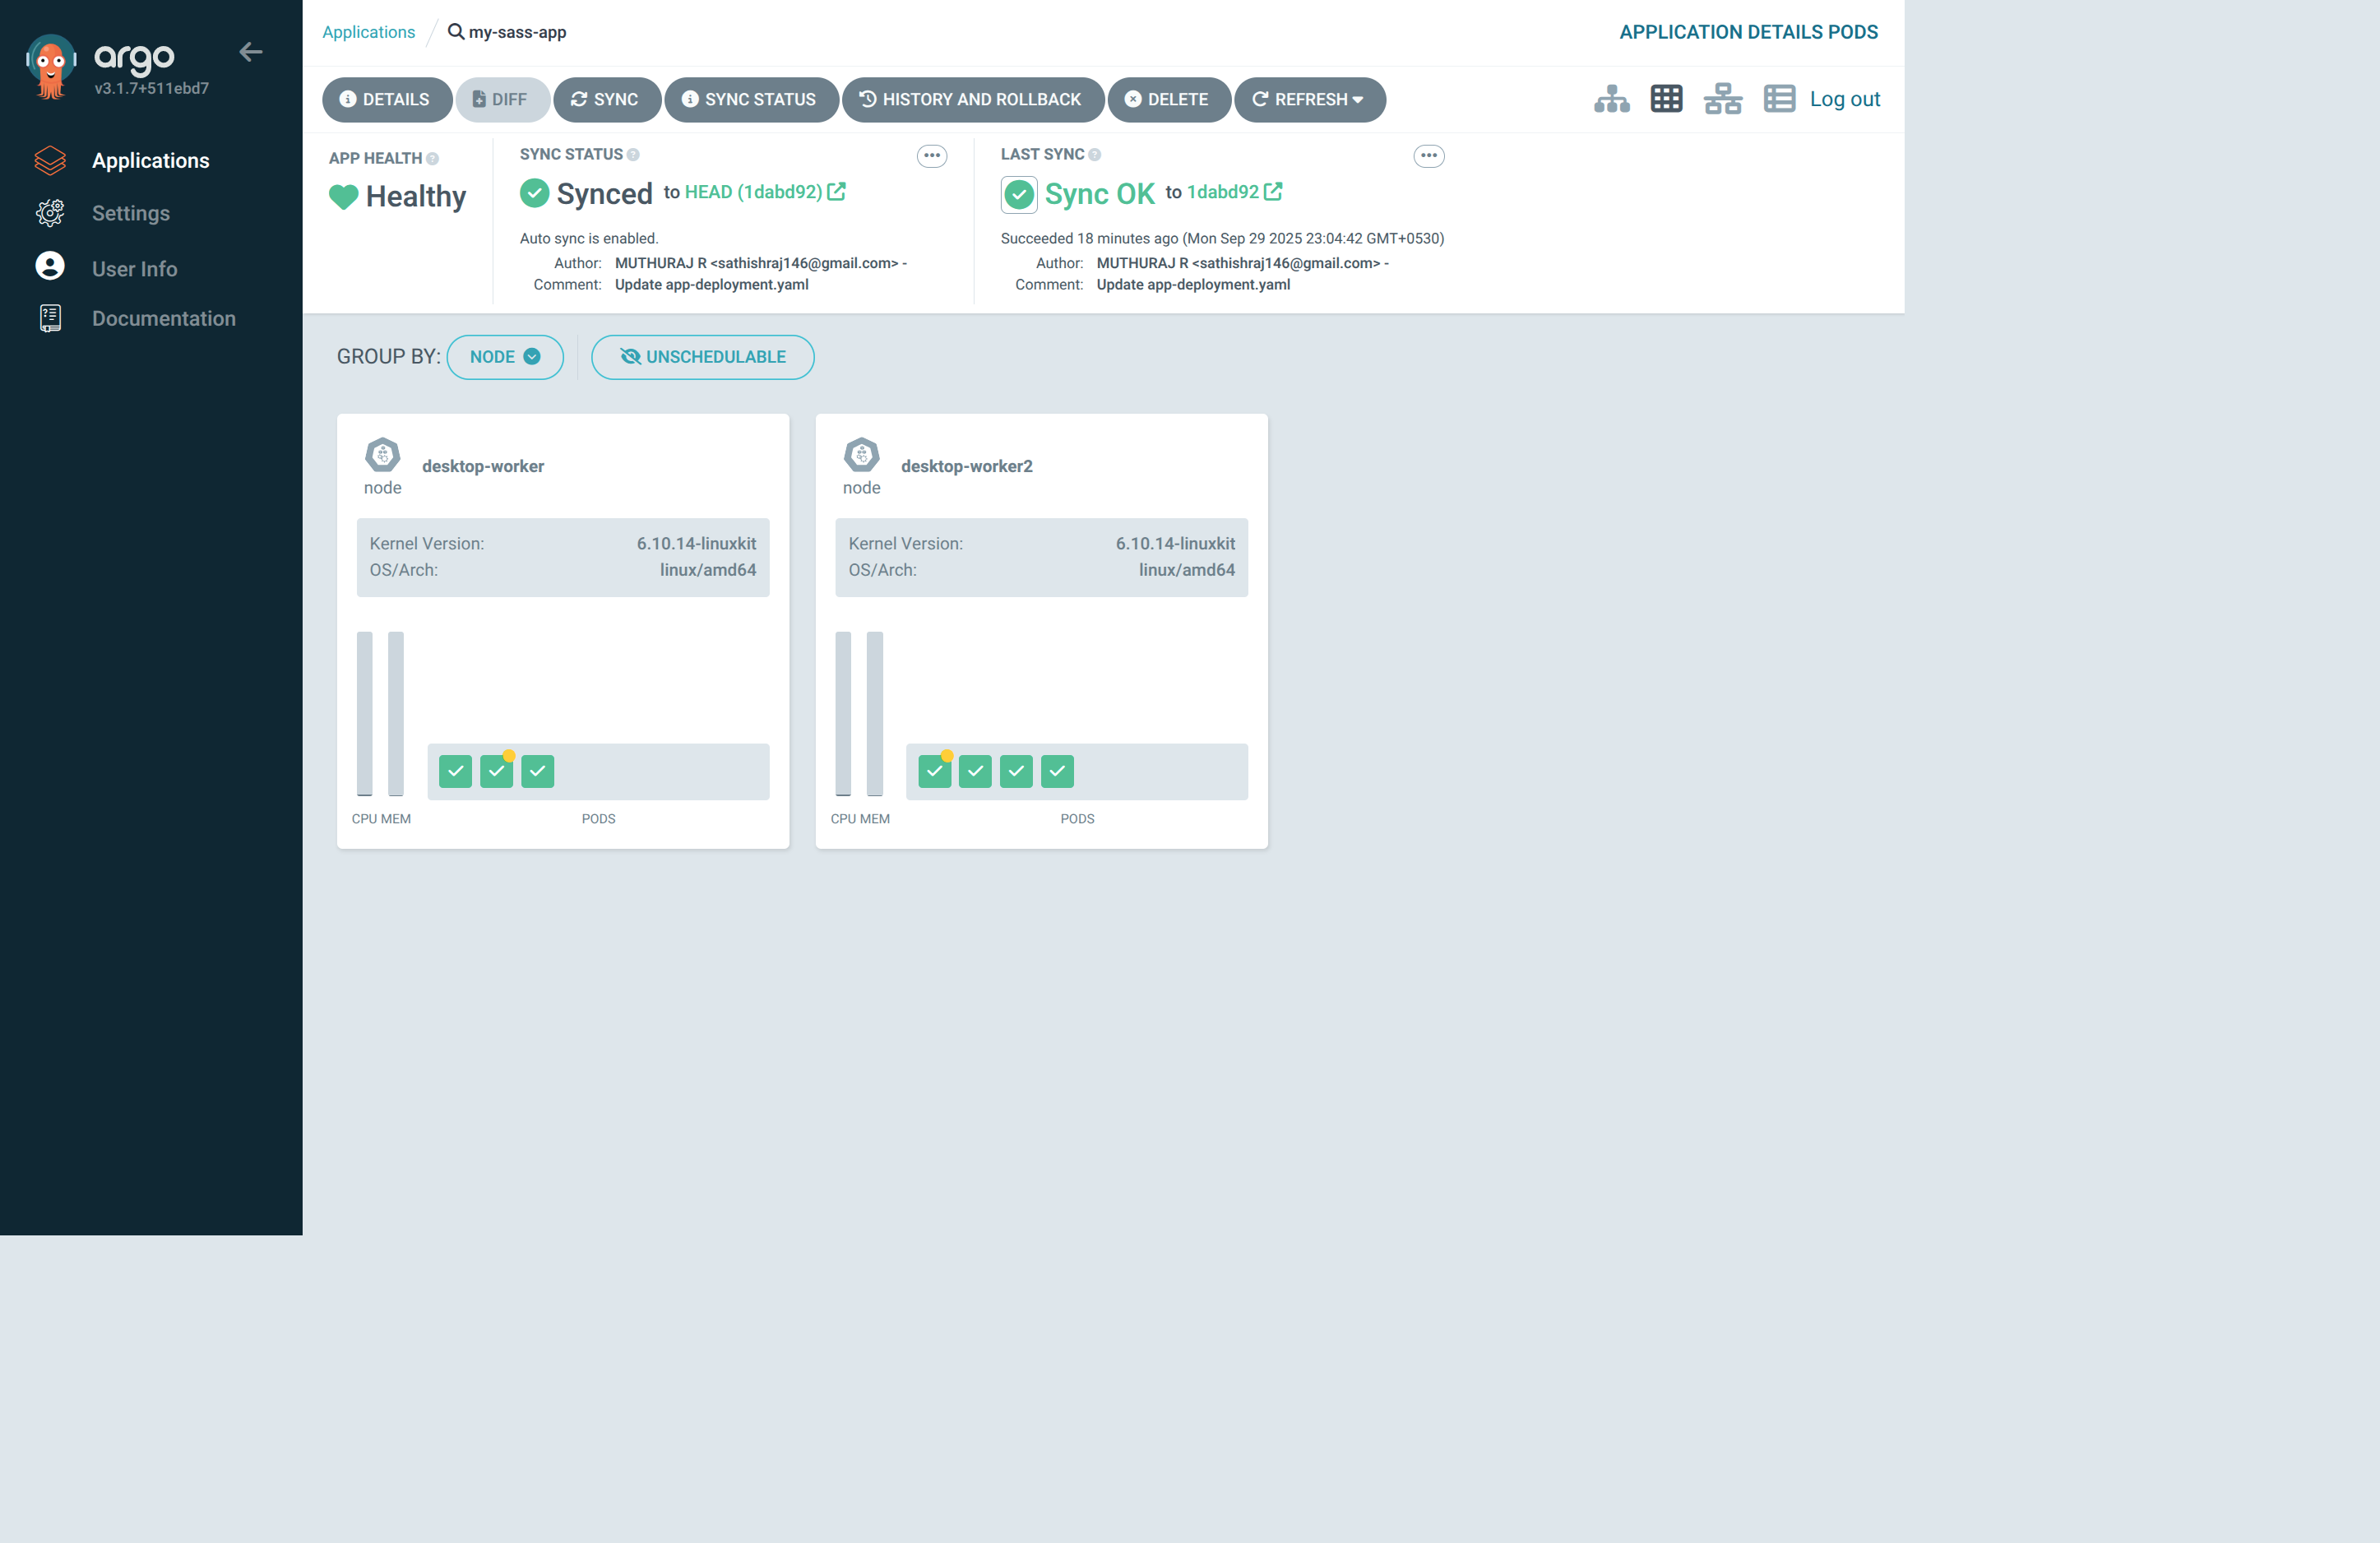 argo
v3.1.7+511ebd7
Applications
Settings
User Info
Documentation
Applications
my-sass-app
APPLICATION DETAILS PODS
DETAILS
DIFF
SYNC
SYNC STATUS
HISTORY AND ROLLBACK
DELETE
REFRESH
Log out
APP HEALTH
Healthy
SYNC STATUS
Synced to HEAD (1dabd92)
Auto sync is enabled.
Author: MUTHURAJ R <sathishraj146@gmail.com> -
Comment: Update app-deployment.yaml
LAST SYNC
Sync OK to 1dabd92
Succeeded 18 minutes ago (Mon Sep 29 2025 23:04:42 GMT+0530)
Author: MUTHURAJ R <sathishraj146@gmail.com> -
Comment: Update app-deployment.yaml
GROUP BY: NODE
UNSCHEDULABLE
node
desktop-worker
Kernel Version: 6.10.14-linuxkit
OS/Arch: linux/amd64
CPU MEM PODS
node
desktop-worker2
Kernel Version: 6.10.14-linuxkit
OS/Arch: linux/amd64
CPU MEM PODS